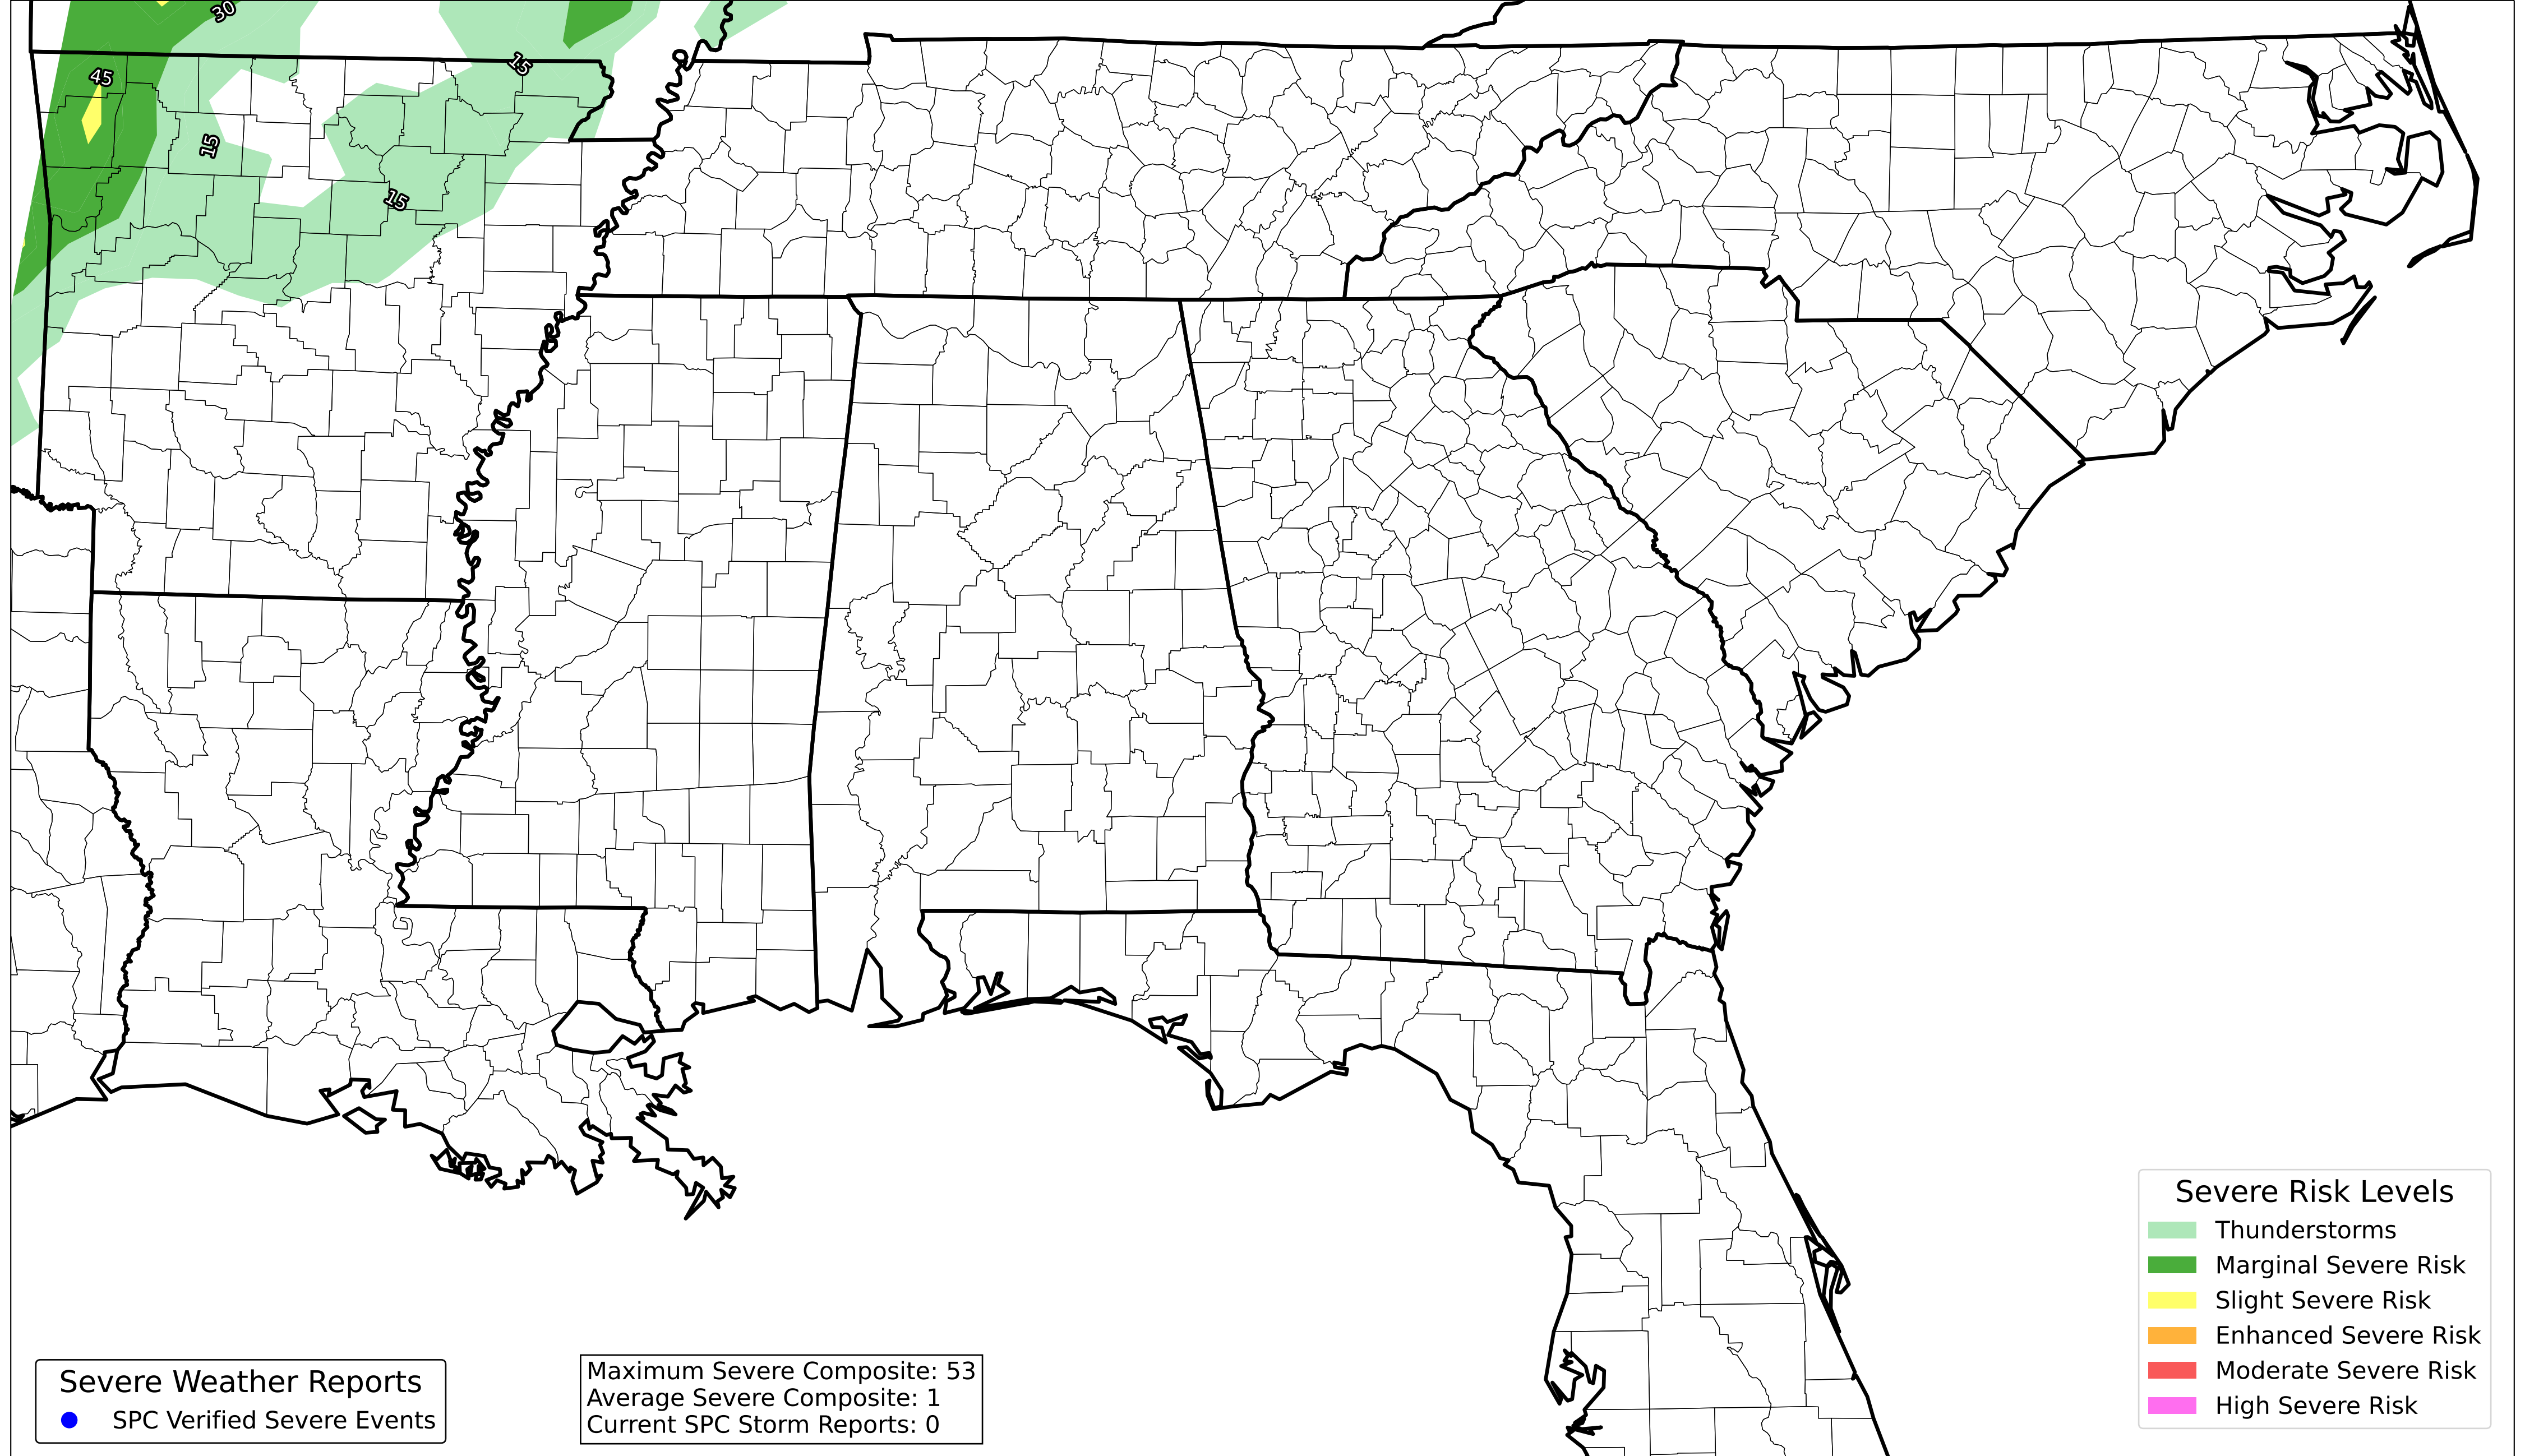 30
45
15
15
15
Severe Risk Levels
Thunderstorms
Marginal Severe Risk
Slight Severe Risk
Enhanced Severe Risk
Moderate Severe Risk
High Severe Risk
Severe Weather Reports
SPC Verified Severe Events
Maximum Severe Composite: 53
Average Severe Composite: 1
Current SPC Storm Reports: 0